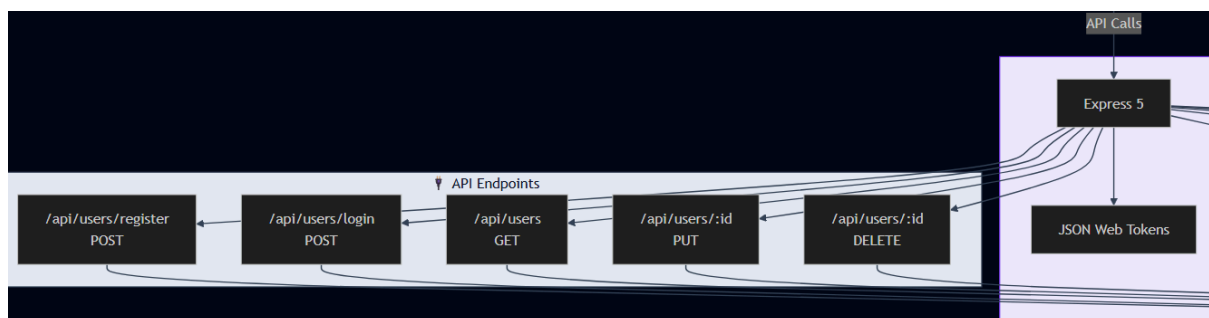 API Calls
Express 5
API Endpoints
/api/users/register
POST
/api/users/login
POST
/api/users
GET
/api/users/:id
PUT
/api/users/:id
DELETE
JSON Web Tokens